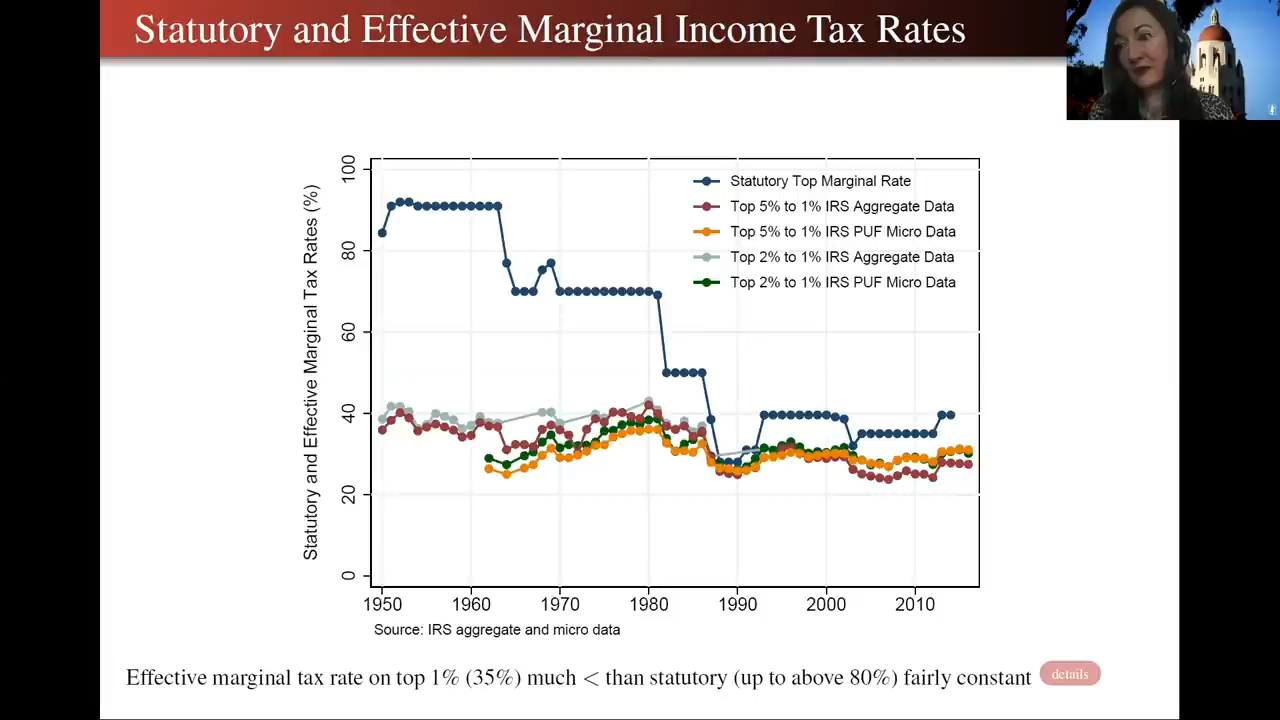 Statutory and Effective Marginal Income Tax Rates
Statutory and Effective Marginal Tax Rates (%)
100
80
60
40
20
0
Statutory Top Marginal Rate
Top 5% to 1% IRS Aggregate Data
Top 5% to 1% IRS PUF Micro Data
Top 2% to 1% IRS Aggregate Data
Top 2% to 1% IRS PUF Micro Data
1950 1960 1970 1980 1990 2000 2010
Source: IRS aggregate and micro data
Effective marginal tax rate on top 1% (35%) much < than statutory (up to above 80%) fairly constant details